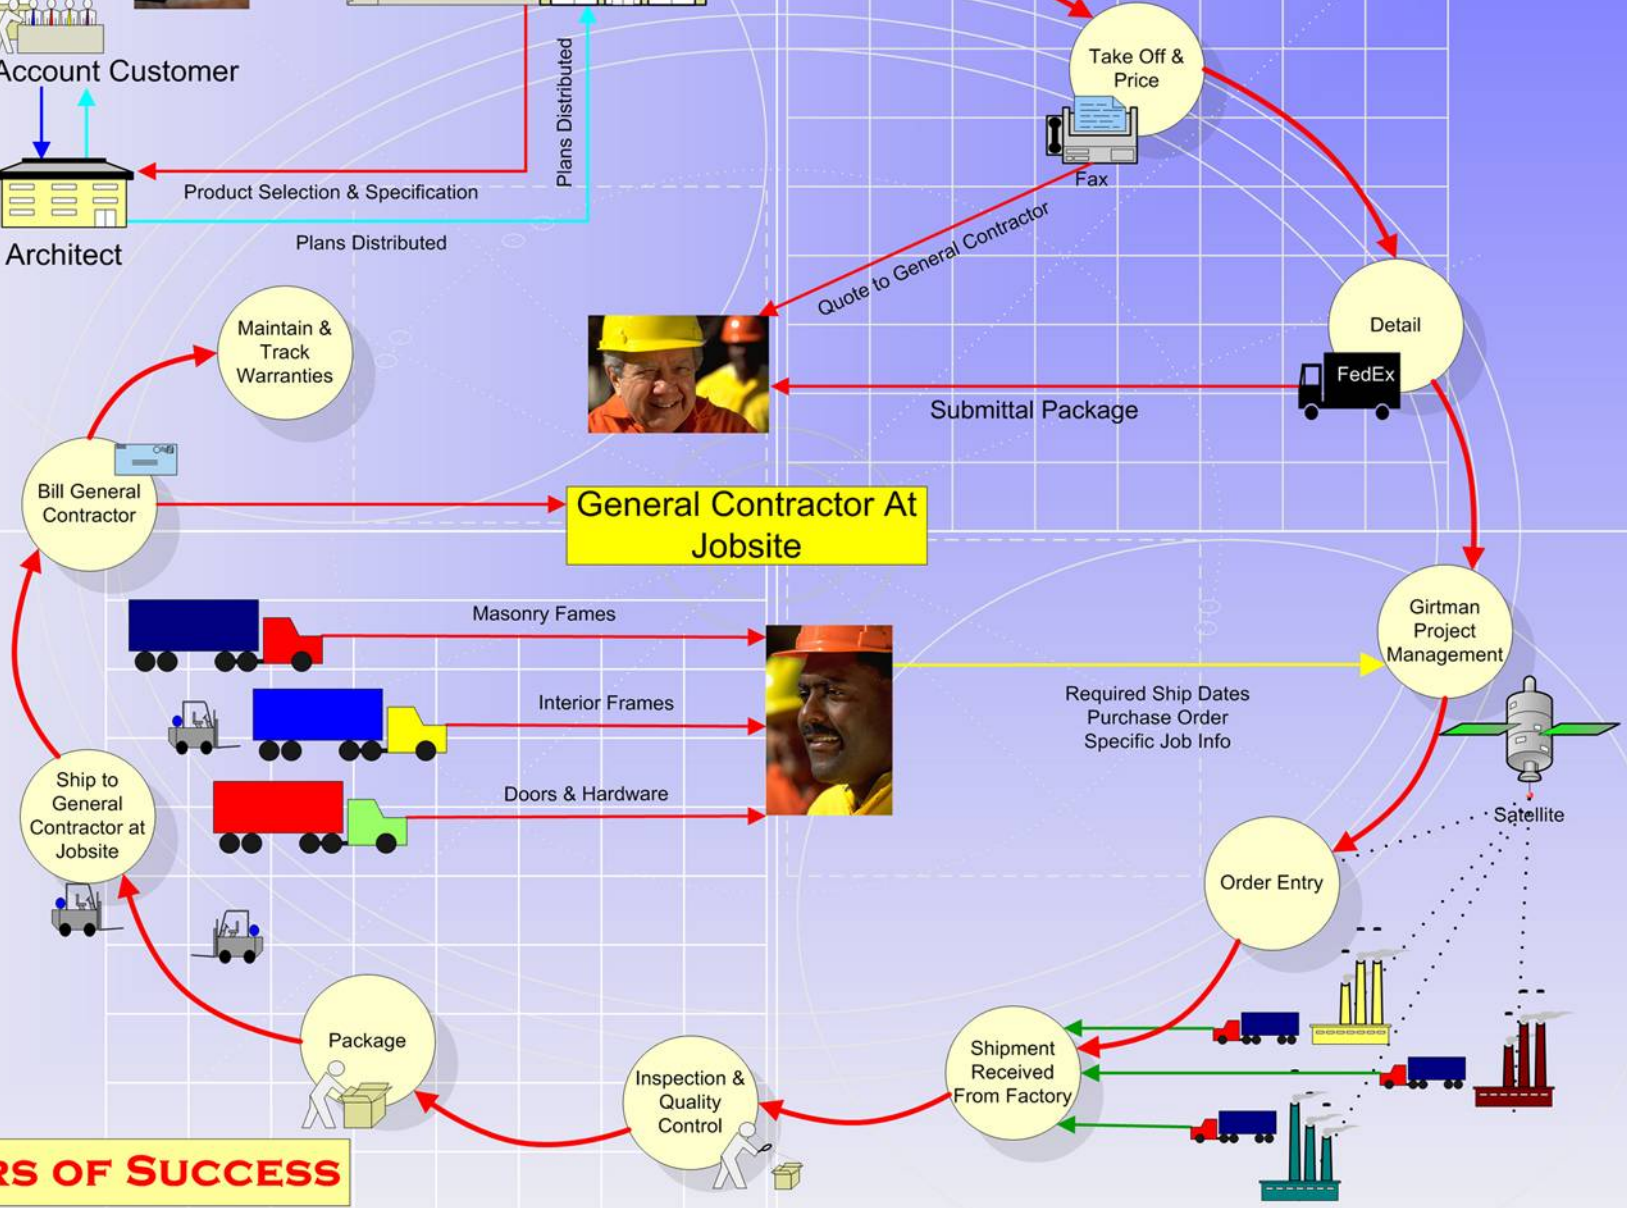 Account Customer
Plans Distributed
Product Selection & Specification
Plans Distributed
Architect
Take Off &
Price
Fax
Quote to General Contractor
Detail
FedEx
Submittal Package
Maintain &
Track
Warranties
Bill General
Contractor
General Contractor At
Jobsite
Masonry Fames
Interior Frames
Doors & Hardware
Girtman
Project
Management
Required Ship Dates
Purchase Order
Specific Job Info
Satellite
Ship to
General
Contractor at
Jobsite
Order Entry
Package
Inspection &
Quality
Control
Shipment
Received
From Factory
RS OF SUCCESS